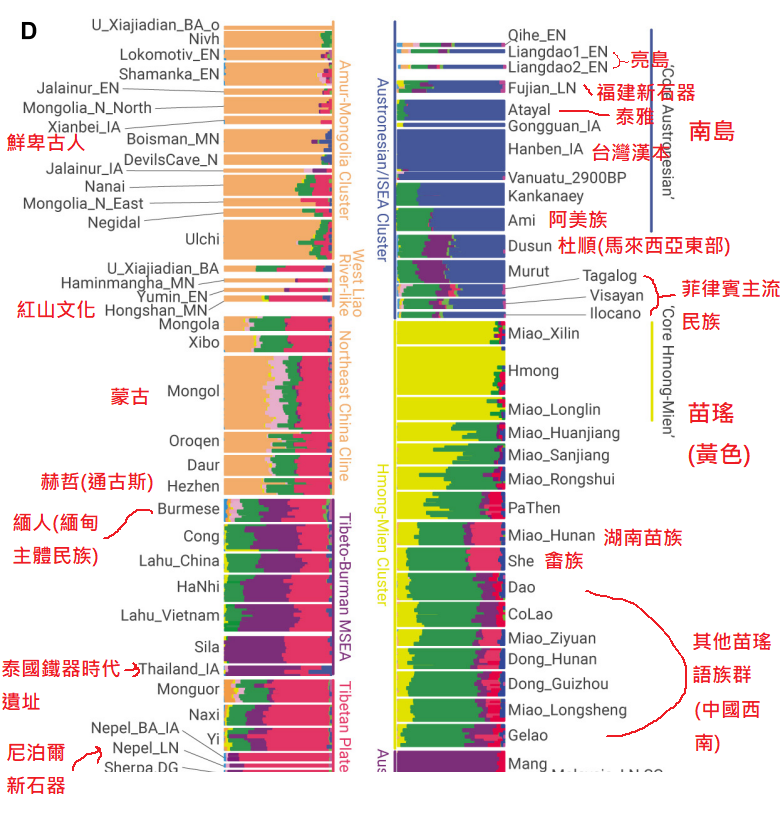 D
U_Xiajiadian_BA_o
Nivh
Lokomotiv_EN
Shamanka_EN
Jalainur_EN
Mongolia_N_North
Xianbei_IA
鮮卑古人
Boisman_MN
DevilsCave_N
Jalainur_IA
Nanai
Mongolia_N_East
Negidal
Ulchi
Amur-Mongolia Cluster
U_Xiajiadian_BA
Haminmangha_MN
Yumin_EN
紅山文化
Hongshan_MN
West Liao
River-like
Mongola
Xibo
Mongol
蒙古
Oroqen
Daur
赫哲(通古斯)
Hezhen
Northeast China Cline
Burmese
緬人(緬甸
主體民族)
Cong
Lahu_China
HaNhi
Lahu_Vietnam
Sila
泰國鐵器時代
遺址
Thailand_IA
Tibeto-Burman MSEA
Monguor
Naxi
Yi
Nepel_BA_IA
尼泊爾
新石器
Nepel_LN
Sherpa_DG
Tibetan Plate
Qihe_EN
Liangdao1_EN
Liangdao2_EN
亮島
Fujian_LN
福建新石器
Atayal
泰雅
Gongguan_IA
Hanben_IA
台灣漢本
Vanuatu_2900BP
Kankanaey
Ami
阿美族
南島
Dusun
杜順(馬來西亞東部)
Murut
Tagalog
Visayan
Ilocano
菲律賓主流
民族
Austronesian/ISEA Cluster
Miao_Xilin
Hmong
Miao_Longlin
'Core Hmong-Mien'
苗瑤
(黃色)
Miao_Huanjiang
Miao_Sanjiang
Miao_Rongshui
PaThen
Miao_Hunan
湖南苗族
She
畬族
Dao
CoLao
Miao_Ziyuan
Dong_Hunan
Dong_Guizhou
Miao_Longsheng
Gelao
其他苗瑤
語族群
(中國西
南)
Hmong-Mien Cluster
Mang
Aus